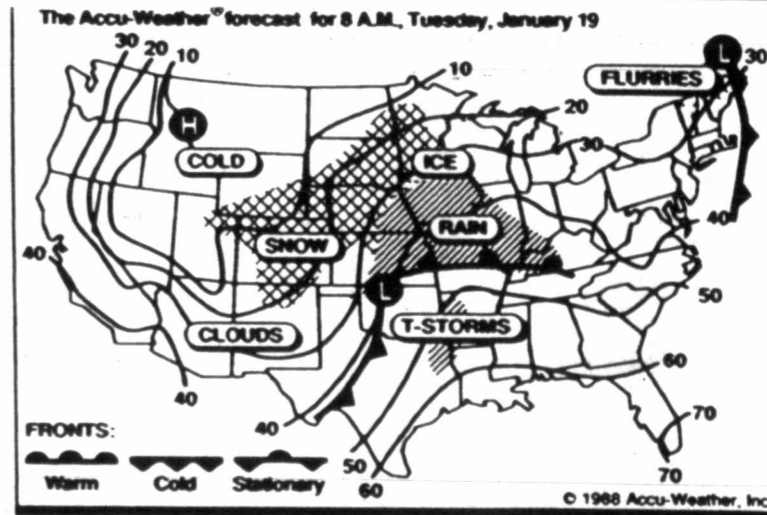 The Accu-Weather® forecast for 8 A.M., Tuesday, January 19
30 20 10
10
L
30
FLURRIES
H
20
COLD
ICE
30
40
SNOW
RAIN
40
L
50
CLOUDS
T-STORMS
60
40
70
FRONTS:
40
50
70
Warm Cold Stationary
60
© 1988 Accu-Weather, Inc